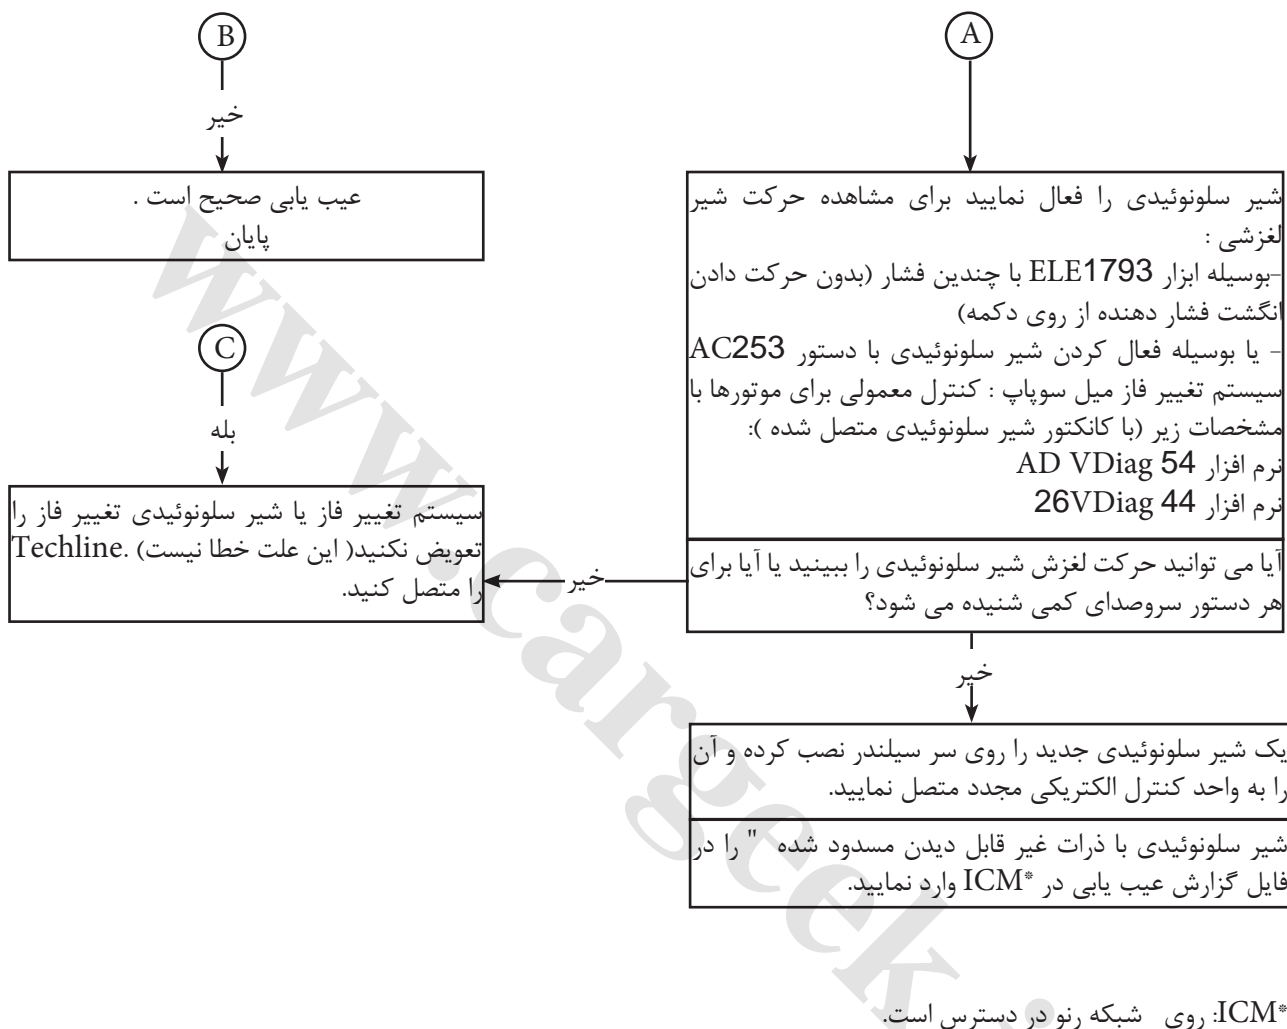 A
شیر سلونوئیدی را فعال نمایید برای مشاهده حرکت شیر
لغزشی :
-بوسیله ابزار ELE1793 با چندین فشار (بدون حرکت دادن
انگشت فشار دهنده از روی دکمه)
- یا بوسیله فعال کردن شیر سلونوئیدی با دستور AC253
سیستم تغییر فاز میل سوپاپ : کنترل معمولی برای موتورها با
مشخصات زیر (با کانکتور شیر سلونوئیدی متصل شده ):
نرم افزار AD VDiag 54
نرم افزار 26VDiag 44
آیا می توانید حرکت لغزش شیر سلونوئیدی را ببینید یا آیا برای
هر دستور سروصدای کمی شنیده می شود؟
خیر
خیر
یک شیر سلونوئیدی جدید را روی سر سیلندر نصب کرده و آن
را به واحد کنترل الکتریکی مجدد متصل نمایید.
شیر سلونوئیدی با ذرات غیر قابل دیدن مسدود شده " را در
فایل گزارش عیب یابی در ICM* وارد نمایید.
B
خیر
عیب یابی صحیح است .
پایان
C
بله
سیستم تغییر فاز یا شیر سلونوئیدی تغییر فاز را
تعویض نکنید( این علت خطا نیست) .Techline
را متصل کنید.
*ICM: روی شبکه رنو در دسترس است.
www.cargeek.i